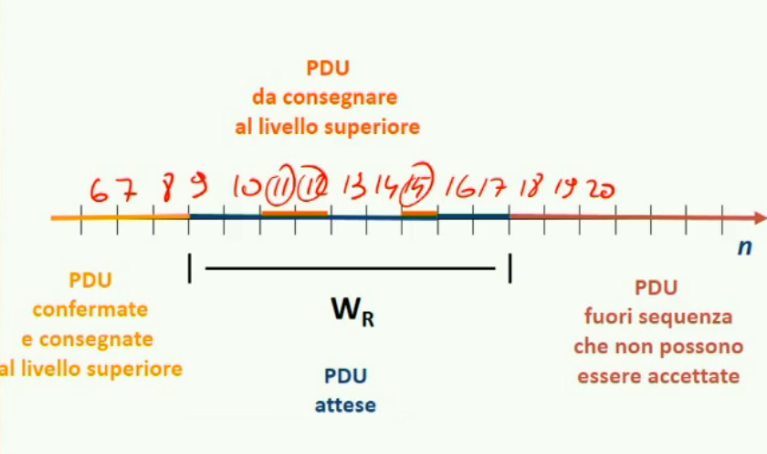 PDU
da consegnare
al livello superiore
6 7 8 9 10 11 12 13 14 15 16 17 18 19 20
n
PDU
confermate
e consegnate
al livello superiore
W_R
PDU
attese
PDU
fuori sequenza
che non possono
essere accettate